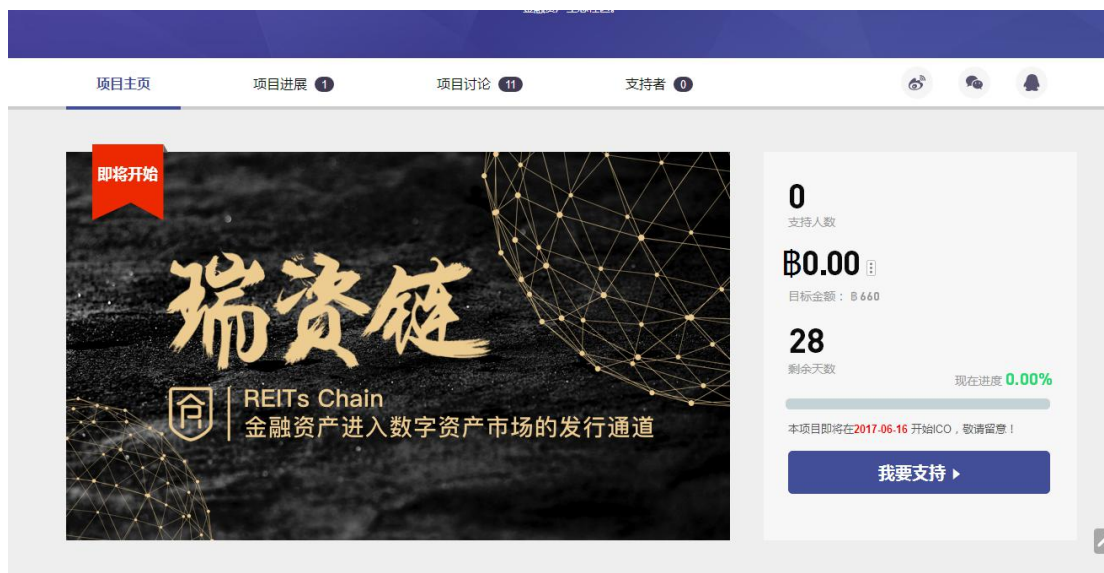 项目主页
项目进展 1
项目讨论 11
支持者 0
即将开始
瑞资链
REITs Chain
金融资产进入数字资产市场的发行通道
0
支持人数
฿0.00
目标金额： ฿ 660
28
剩余天数
现在进度 0.00%
本项目即将在2017-06-16 开始ICO，敬请留意！
我要支持